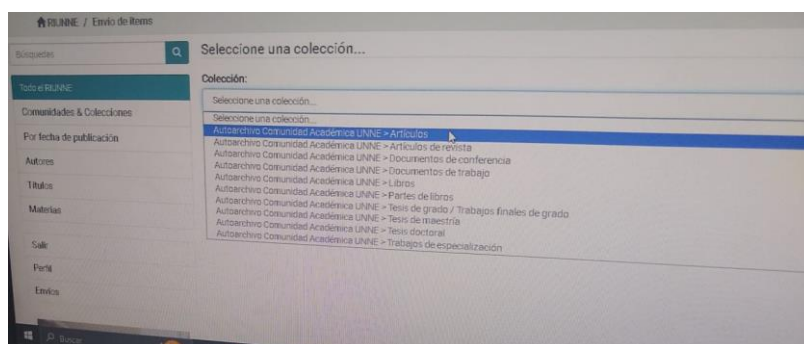 RIUNNE / Envío de ítems
Búsquedas
Seleccione una colección...
Todo el RIUNNE
Comunidades & Colecciones
Por fecha de publicación
Autores
Títulos
Materias
Salir
Perfil
Envíos
Colección:
Seleccione una colección...
Seleccione una colección...
Autoarchivo Comunidad Académica UNNE > Artículos
Autoarchivo Comunidad Académica UNNE > Artículos de revista
Autoarchivo Comunidad Académica UNNE > Documentos de conferencia
Autoarchivo Comunidad Académica UNNE > Documentos de trabajo
Autoarchivo Comunidad Académica UNNE > Libros
Autoarchivo Comunidad Académica UNNE > Partes de libros
Autoarchivo Comunidad Académica UNNE > Tesis de grado / Trabajos finales de grado
Autoarchivo Comunidad Académica UNNE > Tesis de maestría
Autoarchivo Comunidad Académica UNNE > Tesis doctoral
Autoarchivo Comunidad Académica UNNE > Trabajos de especialización
Buscar